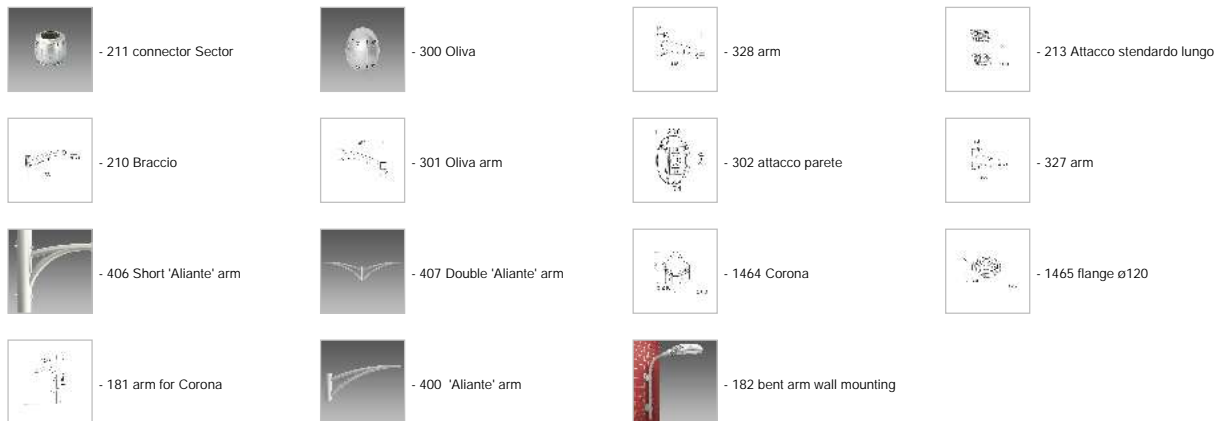 - 211 connector Sector
- 300 Oliva
- 328 arm
- 213 Attacco stendardo lungo
- 210 Braccio
- 301 Oliva arm
- 302 attacco parete
- 327 arm
- 406 Short 'Aliante' arm
- 407 Double 'Aliante' arm
- 1464 Corona
- 1465 flange ø120
- 181 arm for Corona
- 400 'Aliante' arm
- 182 bent arm wall mounting